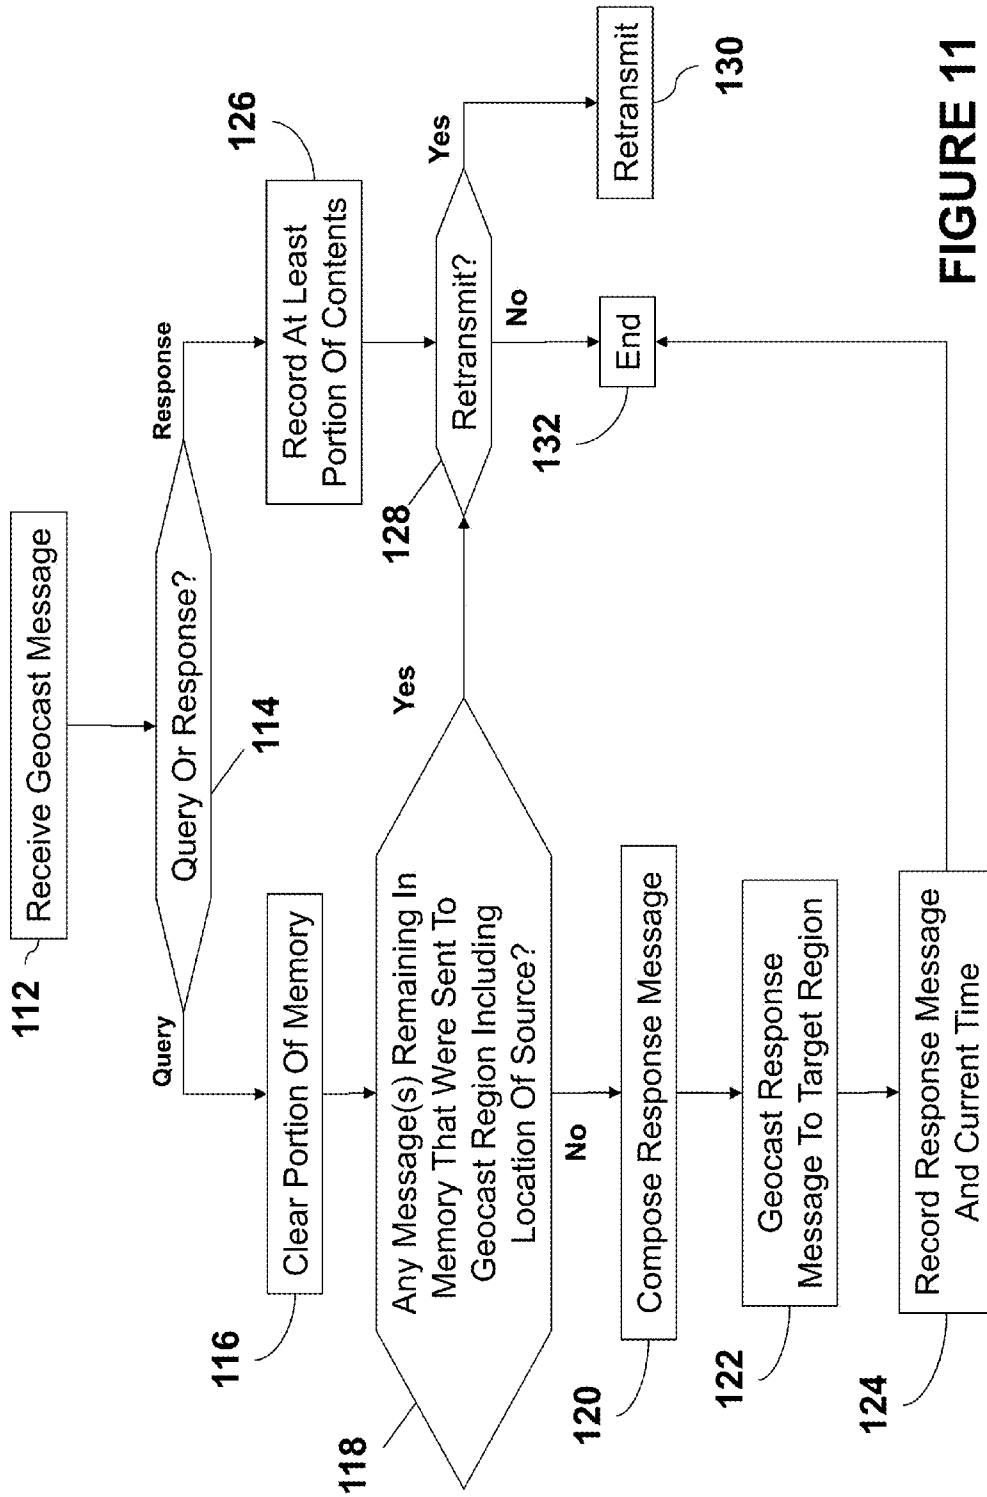 112
Receive Geocast Message
Query Or Response?
114
Query
Response
116
Clear Portion Of Memory
126
Record At Least
Portion Of Contents
118
Any Message(s) Remaining In
Memory That Were Sent To
Geocast Region Including
Location Of Source?
Yes
No
128
Retransmit?
Yes
No
Retransmit
130
End
132
120
Compose Response Message
122
Geocast Response
Message To Target Region
124
Record Response Message
And Current Time
FIGURE 11